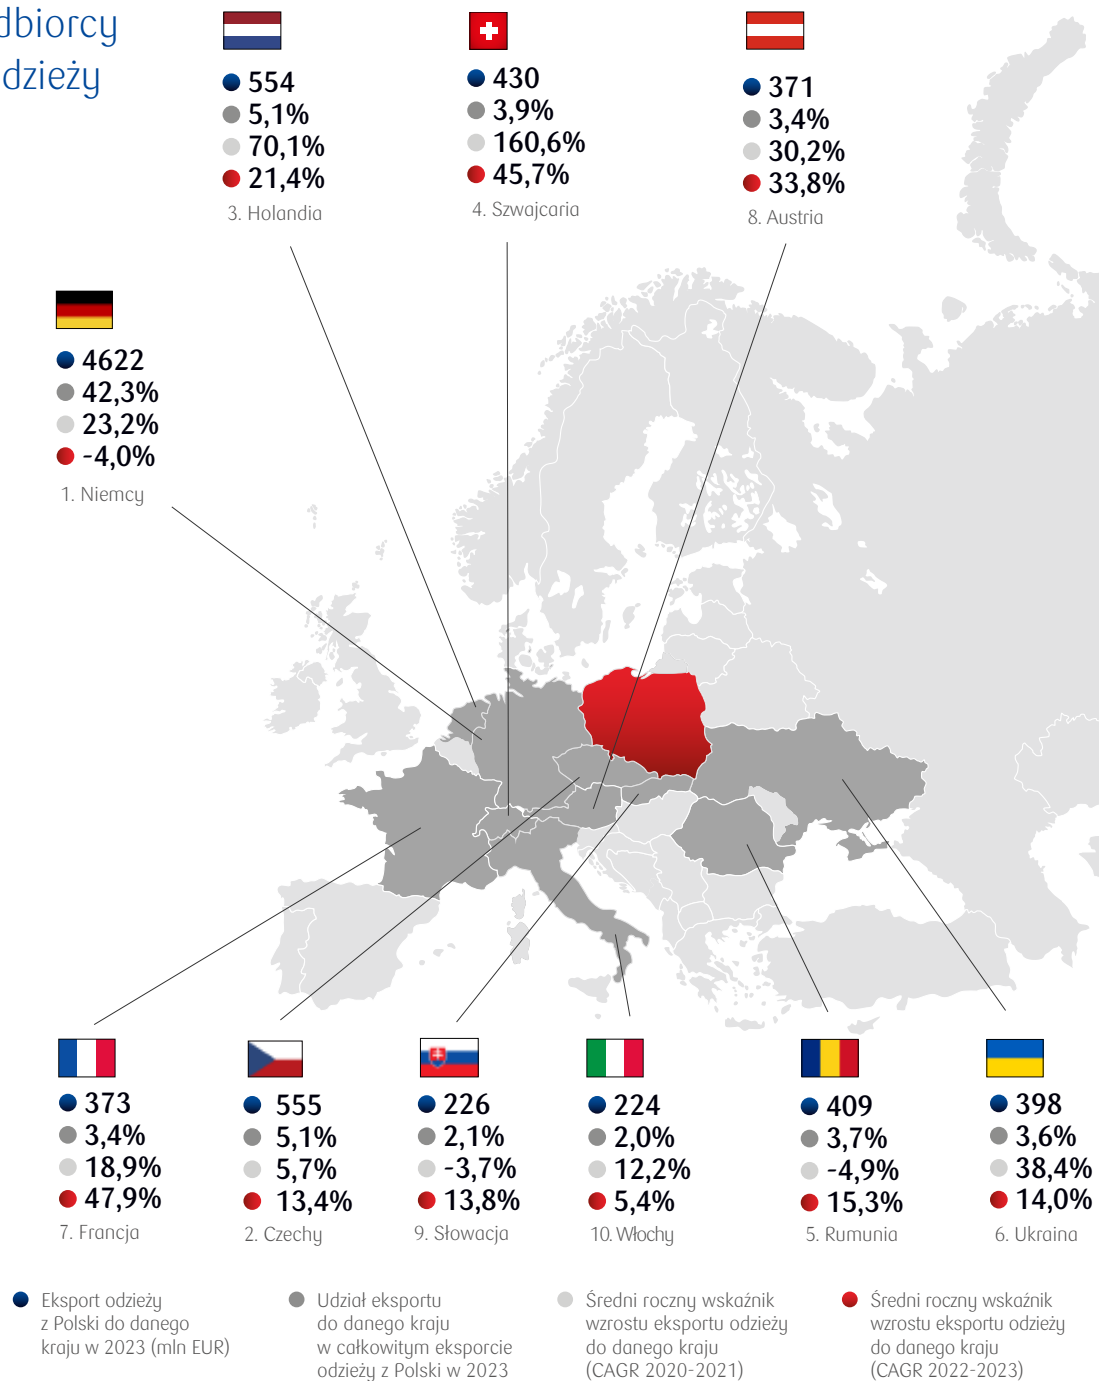 dbiorcy
dzieży
554
5,1%
70,1%
21,4%
3. Holandia
430
3,9%
160,6%
45,7%
4. Szwajcaria
371
3,4%
30,2%
33,8%
8. Austria
4622
42,3%
23,2%
-4,0%
1. Niemcy
373
3,4%
18,9%
47,9%
7. Francja
555
5,1%
5,7%
13,4%
2. Czechy
226
2,1%
-3,7%
13,8%
9. Słowacja
224
2,0%
12,2%
5,4%
10. Włochy
409
3,7%
-4,9%
15,3%
5. Rumunia
398
3,6%
38,4%
14,0%
6. Ukraina
Eksport odzieży
z Polski do danego
kraju w 2023 (mln EUR)
Udział eksportu
do danego kraju
w całkowitym eksporcie
odzieży z Polski w 2023
Średni roczny wskaźnik
wzrostu eksportu odzieży
do danego kraju
(CAGR 2020-2021)
Średni roczny wskaźnik
wzrostu eksportu odzieży
do danego kraju
(CAGR 2022-2023)